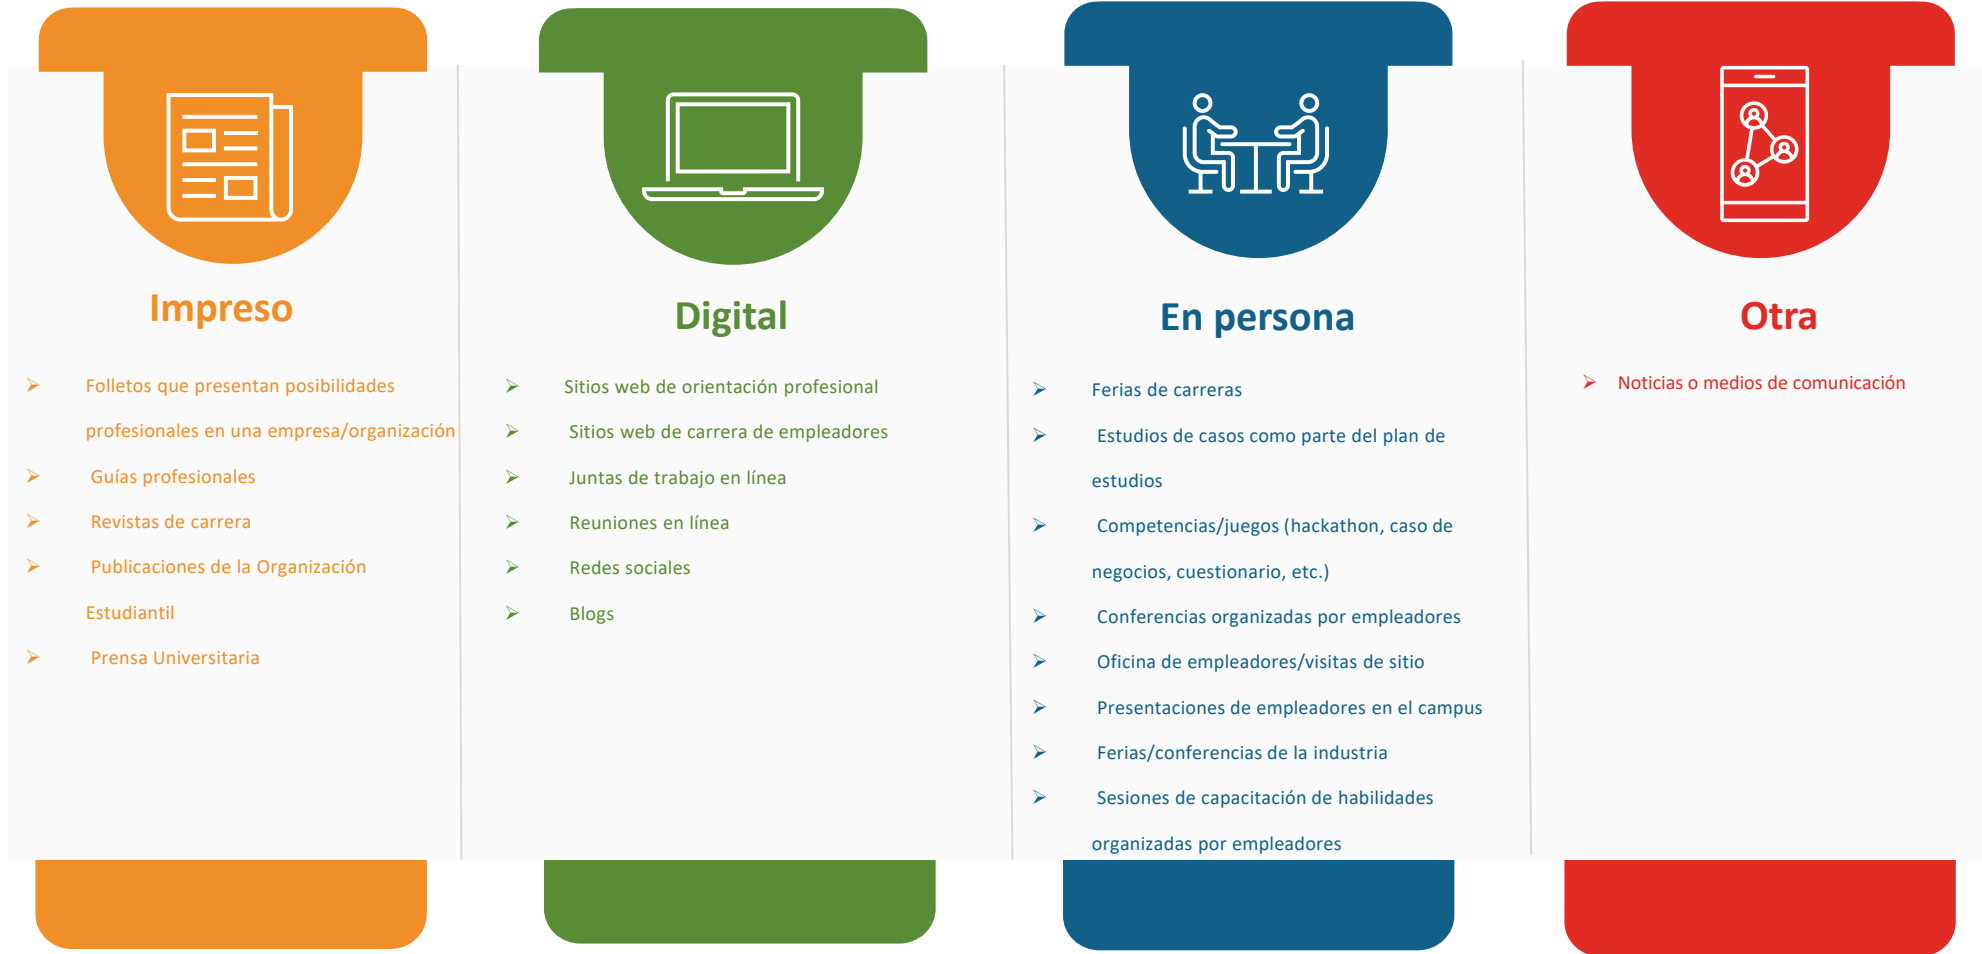 Impreso
➢ Folletos que presentan posibilidades
profesionales en una empresa/organización
➢ Guías profesionales
➢ Revistas de carrera
➢ Publicaciones de la Organización
Estudiantil
➢ Prensa Universitaria
Digital
➢ Sitios web de orientación profesional
➢ Sitios web de carrera de empleadores
➢ Juntas de trabajo en línea
➢ Reuniones en línea
➢ Redes sociales
➢ Blogs
En persona
➢ Ferias de carreras
➢ Estudios de casos como parte del plan de
estudios
➢ Competencias/juegos (hackathon, caso de
negocios, cuestionario, etc.)
➢ Conferencias organizadas por empleadores
➢ Oficina de empleadores/visitas de sitio
➢ Presentaciones de empleadores en el campus
➢ Ferias/conferencias de la industria
➢ Sesiones de capacitación de habilidades
organizadas por empleadores
Otra
➢ Noticias o medios de comunicación